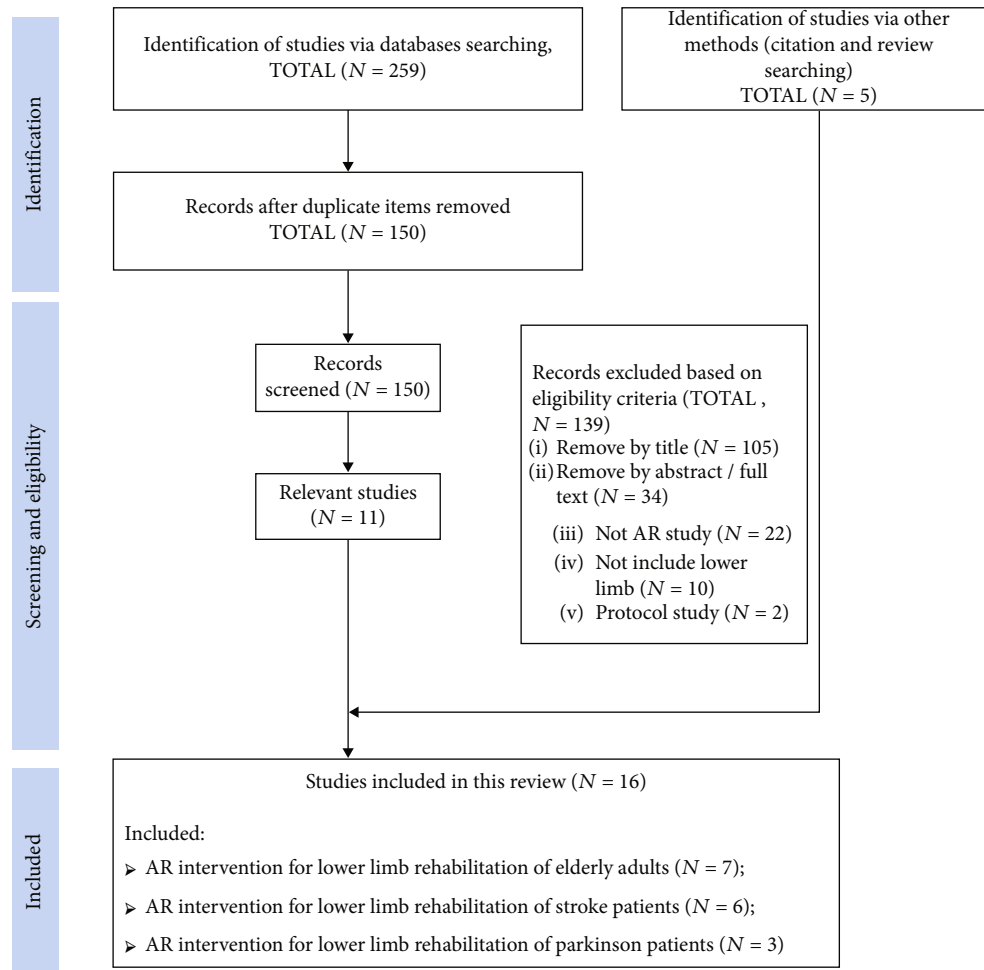 Identification
Identification of studies via databases searching,
TOTAL (N = 259)
Identification of studies via other
methods (citation and review
searching)
TOTAL (N = 5)
Records after duplicate items removed
TOTAL (N = 150)
Screening and eligibility
Records
screened (N = 150)
Relevant studies
(N = 11)
Records excluded based on
eligibility criteria (TOTAL ,
N = 139)
(i) Remove by title (N = 105)
(ii) Remove by abstract / full
text (N = 34)
(iii) Not AR study (N = 22)
(iv) Not include lower
limb (N = 10)
(v) Protocol study (N = 2)
Included
Studies included in this review (N = 16)
Included:
➢ AR intervention for lower limb rehabilitation of elderly adults (N = 7);
➢ AR intervention for lower limb rehabilitation of stroke patients (N = 6);
➢ AR intervention for lower limb rehabilitation of parkinson patients (N = 3)